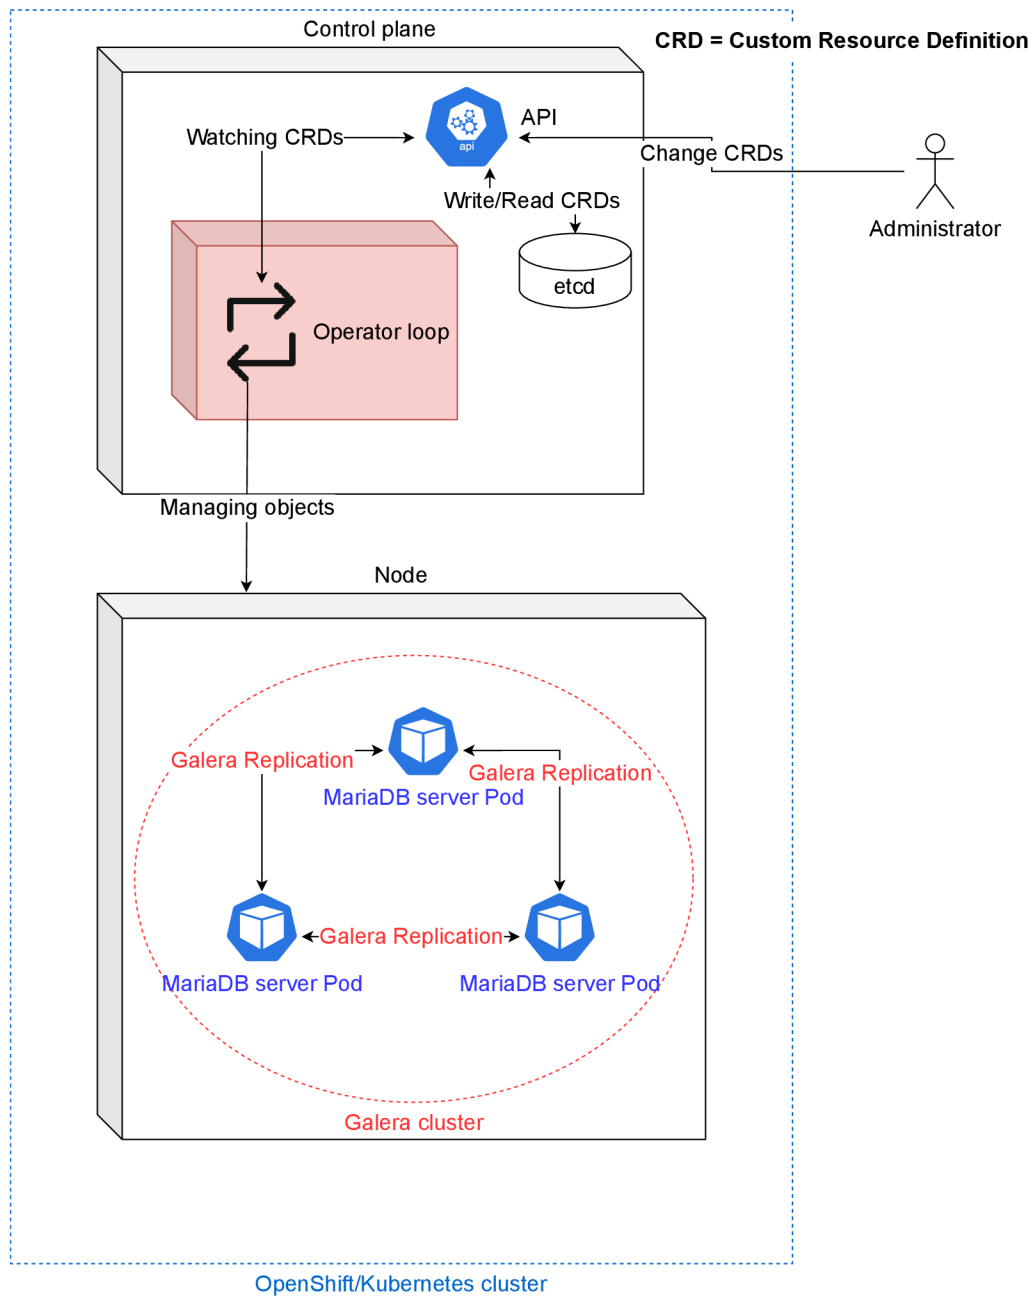 Control plane
CRD = Custom Resource Definition
API
Watching CRDs
api
Change CRDs
Write/Read CRDs
Administrator
etcd
Operator loop
Managing objects
Node
Galera Replication
Galera Replication
MariaDB server Pod
Galera Replication
MariaDB server Pod
MariaDB server Pod
Galera cluster
OpenShift/Kubernetes cluster